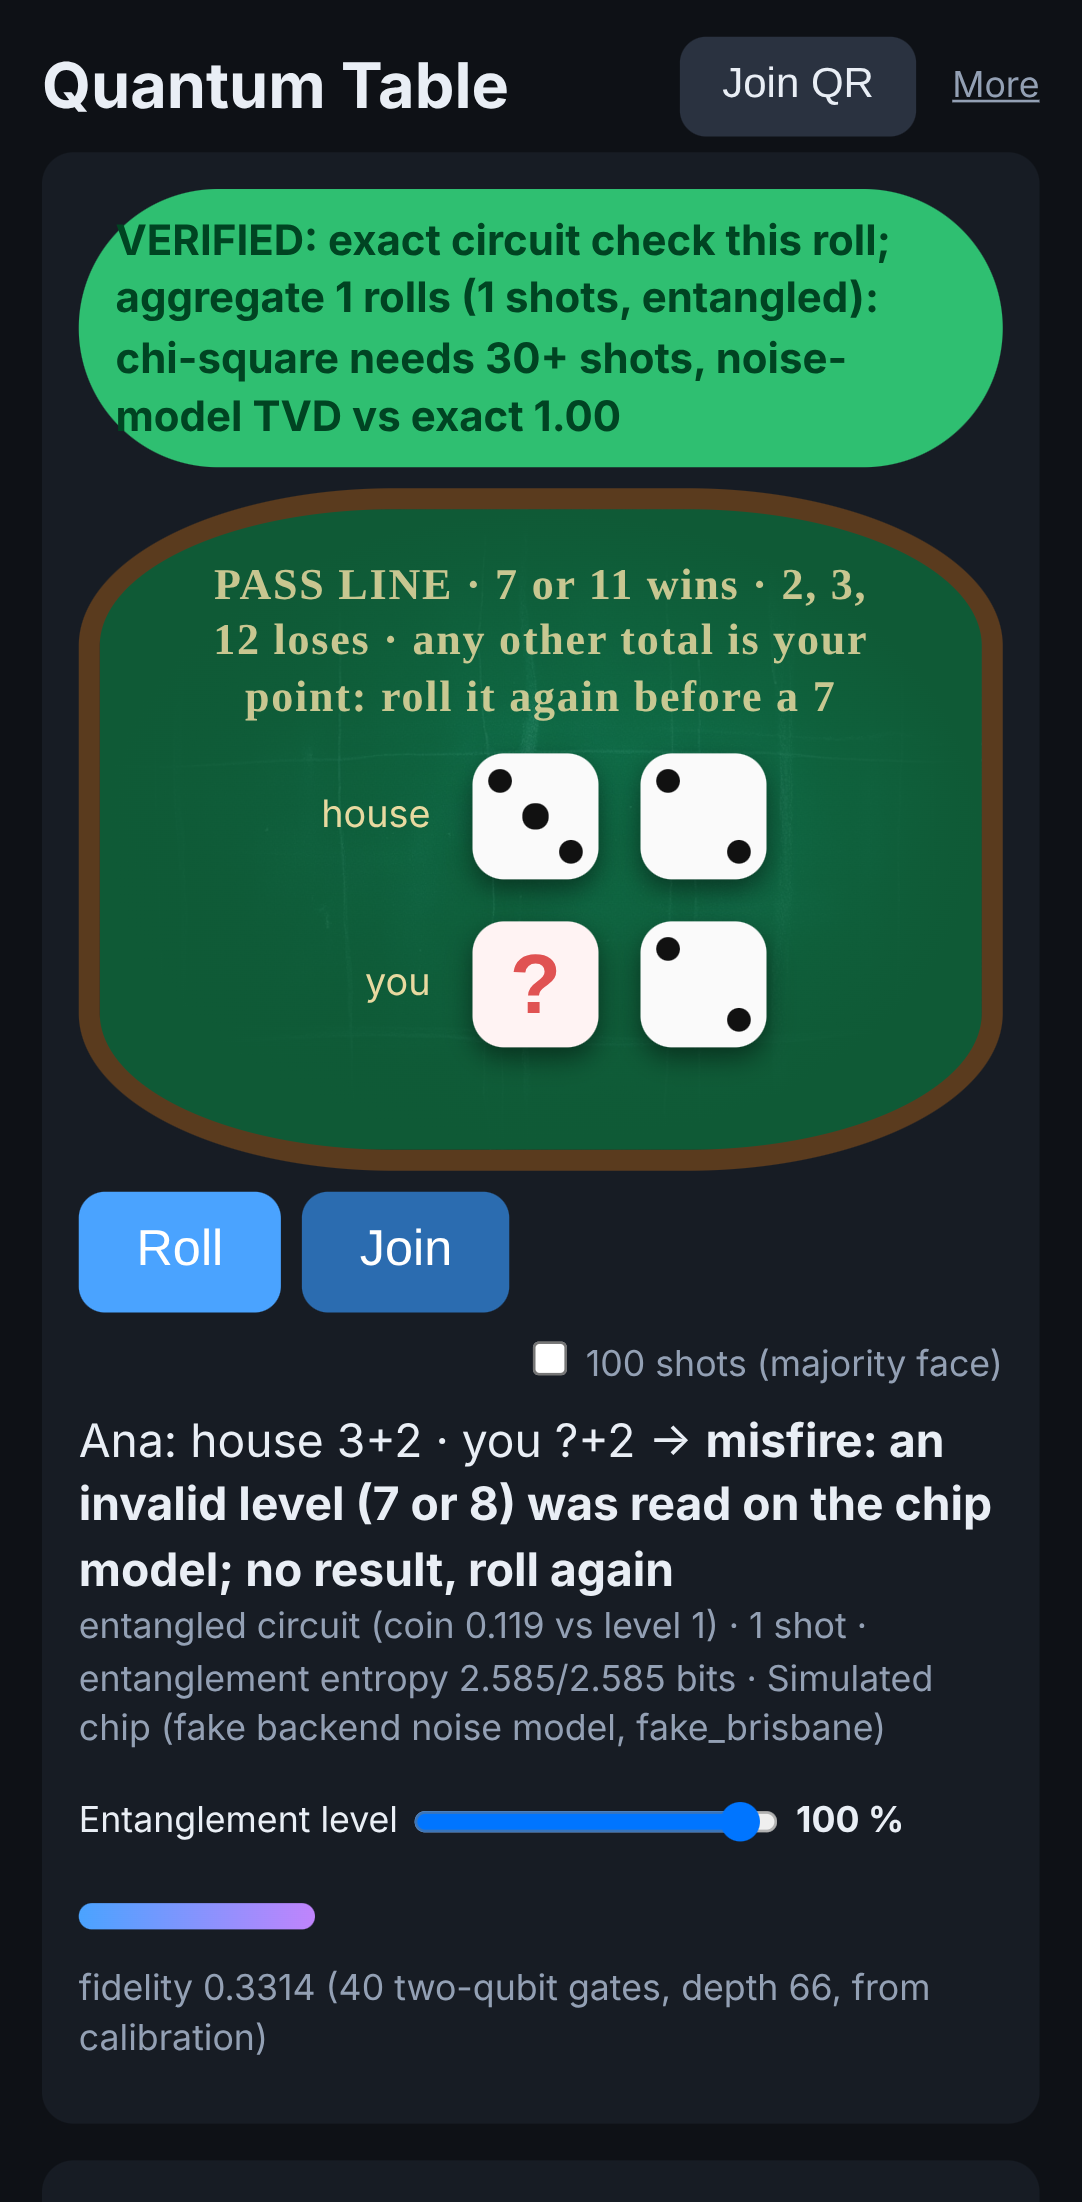 Quantum Table
Join QR
More
VERIFIED: exact circuit check this roll;
aggregate 1 rolls (1 shots, entangled):
chi-square needs 30+ shots, noise-
model TVD vs exact 1.00
PASS LINE · 7 or 11 wins · 2, 3,
12 loses · any other total is your
point: roll it again before a 7
house
you
?
Roll
Join
100 shots (majority face)
Ana: house 3+2 · you ?+2 → misfire: an
invalid level (7 or 8) was read on the chip
model; no result, roll again
entangled circuit (coin 0.119 vs level 1) · 1 shot ·
entanglement entropy 2.585/2.585 bits · Simulated
chip (fake backend noise model, fake_brisbane)
Entanglement level
100 %
fidelity 0.3314 (40 two-qubit gates, depth 66, from
calibration)